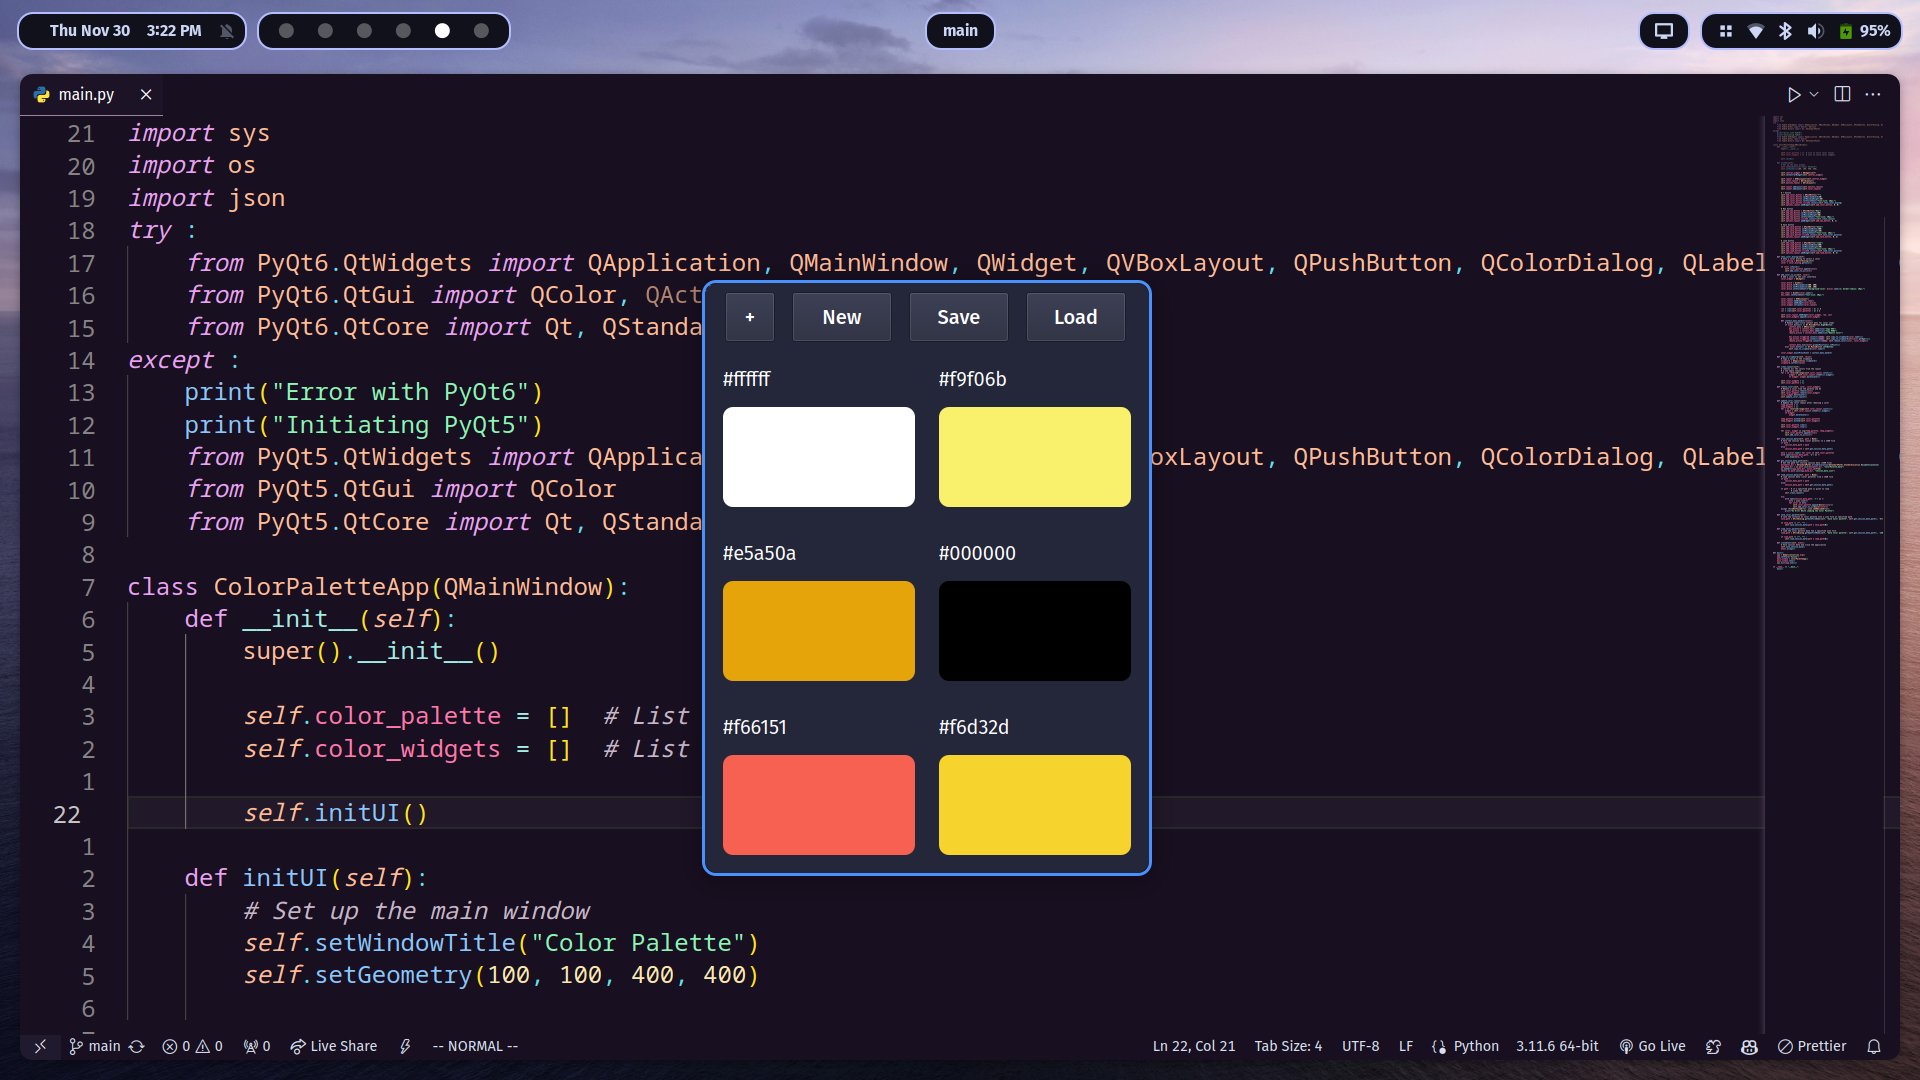 Thu Nov 30 3:22 PM
main
95%
main.py
21 import sys
20 import os
19 import json
18 try :
17 from PyQt6.QtWidgets import QApplication, QMainWindow, QWidget, QVBoxLayout, QPushButton, QColorDialog, QLabel
16 from PyQt6.QtGui import QColor, QAct
15 from PyQt6.QtCore import Qt, QStanda
14 except :
13 print("Error with PyOt6")
12 print("Initiating PyQt5")
11 from PyQt5.QtWidgets import QApplica oxLayout, QPushButton, QColorDialog, QLabel
10 from PyQt5.QtGui import QColor
9 from PyQt5.QtCore import Qt, QStanda
8
7 class ColorPaletteApp(QMainWindow):
6 def __init__(self):
5 super().__init__()
4
3 self.color_palette = [] # List
2 self.color_widgets = [] # List
1
22 self.initUI()
1
2 def initUI(self):
3 # Set up the main window
4 self.setWindowTitle("Color Palette")
5 self.setGeometry(100, 100, 400, 400)
6
+ New Save Load
#ffffff #f9f06b
#e5a50a #000000
#f66151 #f6d32d
main 0 0 0 Live Share -- NORMAL -- Ln 22, Col 21 Tab Size: 4 UTF-8 LF Python 3.11.6 64-bit Go Live Prettier